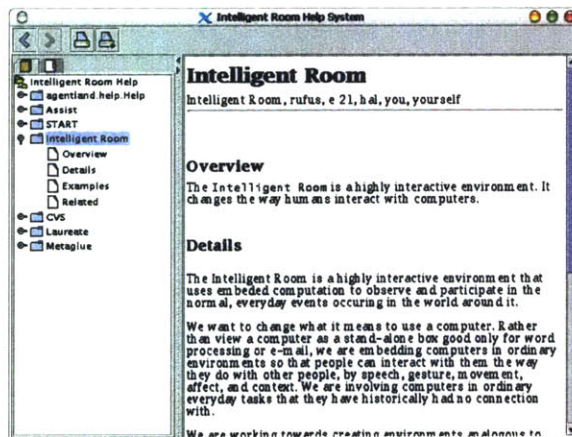 Intelligent Room Help System
Intelligent Room Help
agentland.help.Help
Assist
START
Intelligent Room
Overview
Details
Examples
Related
CVS
Laureate
Metaglue
Intelligent Room
Intelligent Room, rufus, e 21, hal, you, yourself
Overview
The Intelligent Room is a highly interactive environment. It
changes the way humans interact with computers.
Details
The Intelligent Room is a highly interactive environment that
uses embeded computation to observe and participate in the
normal, everyday events occuring in the world around it.
We want to change what it means to use a computer. Rather
than view a computer as a stand-alone box good only for word
processing or e-mail, we are embedding computers in ordinary
environments so that people can interact with them the way
they do with other people, by speech, gesture, movement,
affect, and context. We are involving computers in ordinary
everyday tasks that they have historically had no connection
with.
We are working towards creating environments analogous to